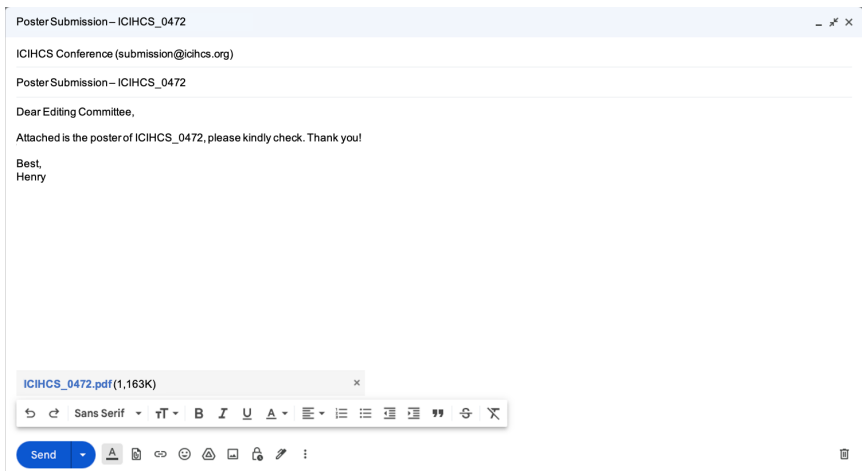 Poster Submission – ICIHCS_0472
ICIHCS Conference (submission@icihcs.org)
Poster Submission – ICIHCS_0472
Dear Editing Committee,
Attached is the poster of ICIHCS_0472, please kindly check. Thank you!
Best,
Henry
ICIHCS_0472.pdf (1,163K)
Sans Serif
Send